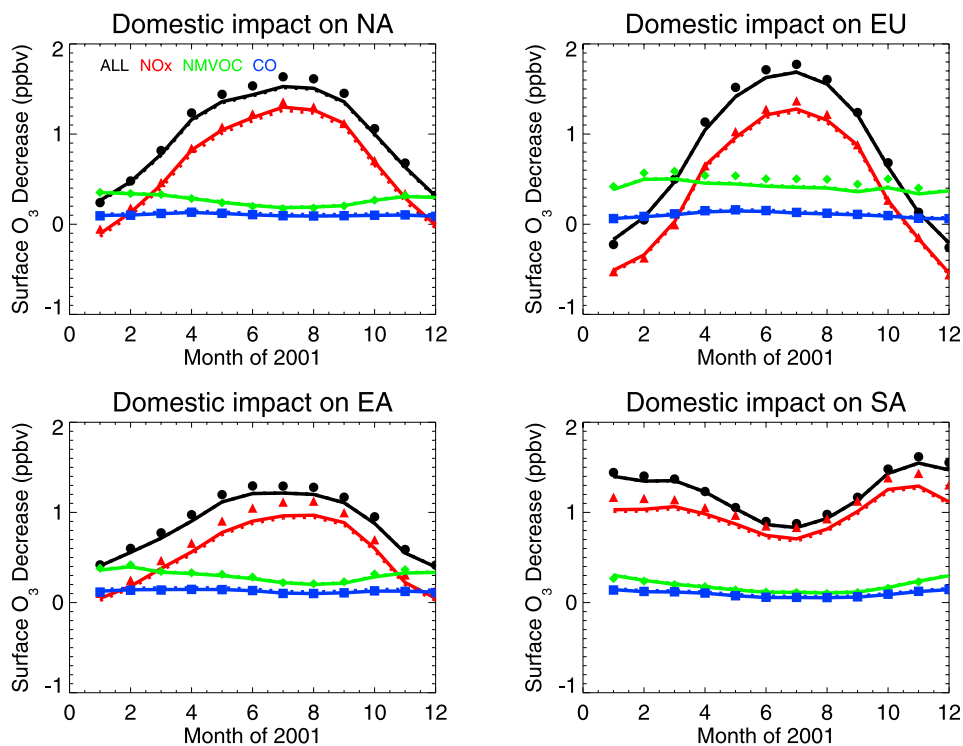 Domestic impact on NA
Surface O3 Decrease (ppbv)
2
1
0
-1
ALL NOx NMVOC CO
0 2 4 6 8 10 12
Month of 2001
Domestic impact on EU
Surface O3 Decrease (ppbv)
2
1
0
-1
0 2 4 6 8 10 12
Month of 2001
Domestic impact on EA
Surface O3 Decrease (ppbv)
2
1
0
-1
0 2 4 6 8 10 12
Month of 2001
Domestic impact on SA
Surface O3 Decrease (ppbv)
2
1
0
-1
0 2 4 6 8 10 12
Month of 2001